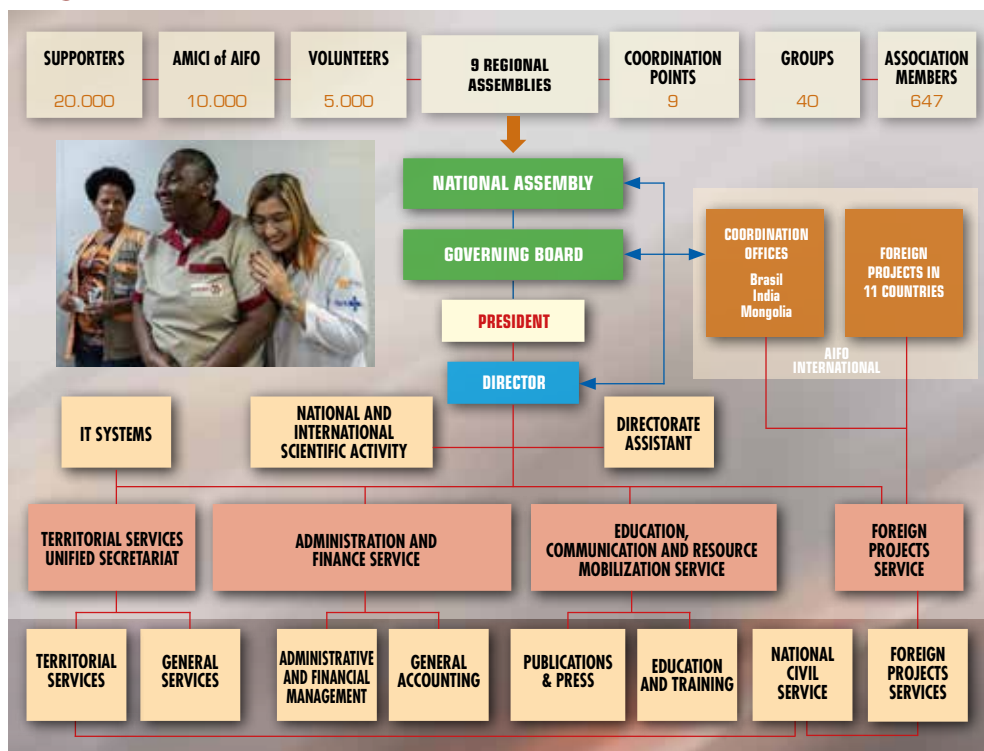 SUPPORTERS
20.000
AMICI of AIFO
10.000
VOLUNTEERS
5.000
9 REGIONAL
ASSEMBLIES
COORDINATION
POINTS
9
GROUPS
40
ASSOCIATION
MEMBERS
647
NATIONAL ASSEMBLY
GOVERNING BOARD
PRESIDENT
DIRECTOR
COORDINATION
OFFICES
Brasil
India
Mongolia
FOREIGN
PROJECTS IN
11 COUNTRIES
AIFO
INTERNATIONAL
IT SYSTEMS
NATIONAL AND
INTERNATIONAL
SCIENTIFIC ACTIVITY
DIRECTORATE
ASSISTANT
TERRITORIAL SERVICES
UNIFIED SECRETARIAT
ADMINISTRATION AND
FINANCE SERVICE
EDUCATION,
COMMUNICATION AND RESOURCE
MOBILIZATION SERVICE
FOREIGN
PROJECTS
SERVICE
TERRITORIAL
SERVICES
GENERAL
SERVICES
ADMINISTRATIVE
AND FINANCIAL
MANAGEMENT
GENERAL
ACCOUNTING
PUBLICATIONS
& PRESS
EDUCATION
AND TRAINING
NATIONAL
CIVIL
SERVICE
FOREIGN
PROJECTS
SERVICES